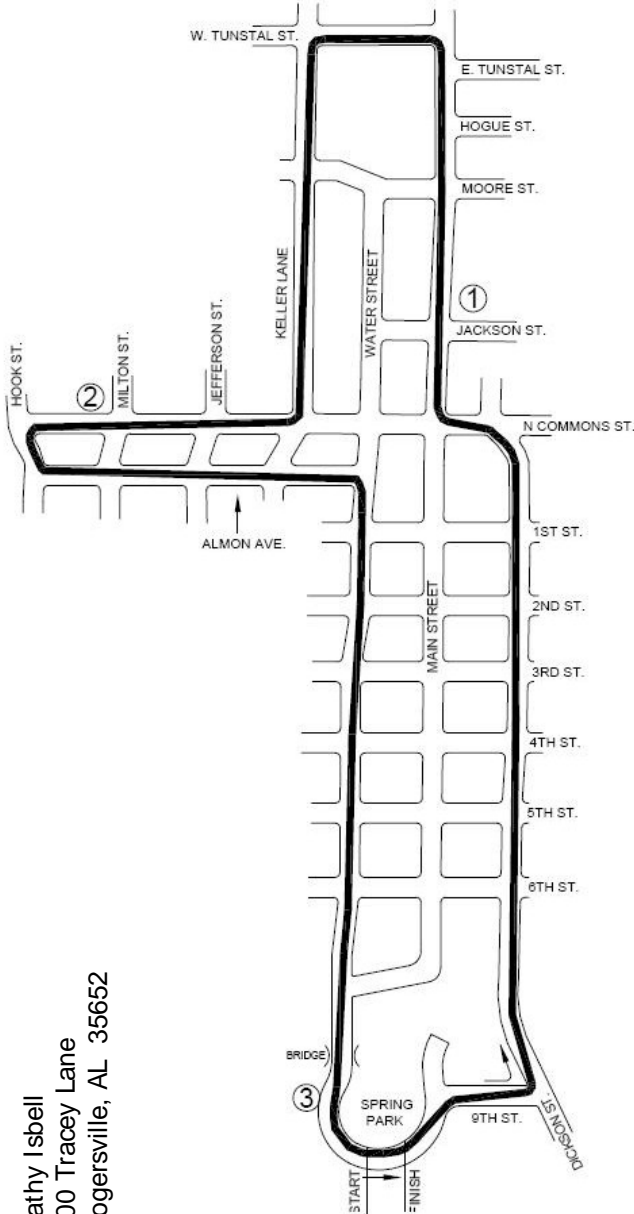 W. TUNSTAL ST.
E. TUNSTAL ST.
HOGUE ST.
MOORE ST.
KELLER LANE
WATER STREET
1
JACKSON ST.
HOOK ST.
2
MILTON ST.
JEFFERSON ST.
N COMMONS ST.
ALMON AVE.
1ST ST.
2ND ST.
MAIN STREET
3RD ST.
4TH ST.
5TH ST.
6TH ST.
BRIDGE
3
SPRING
PARK
9TH ST.
DICKSON ST.
START
FINISH
athy Isbell
00 Tracey Lane
ogersville, AL 35652